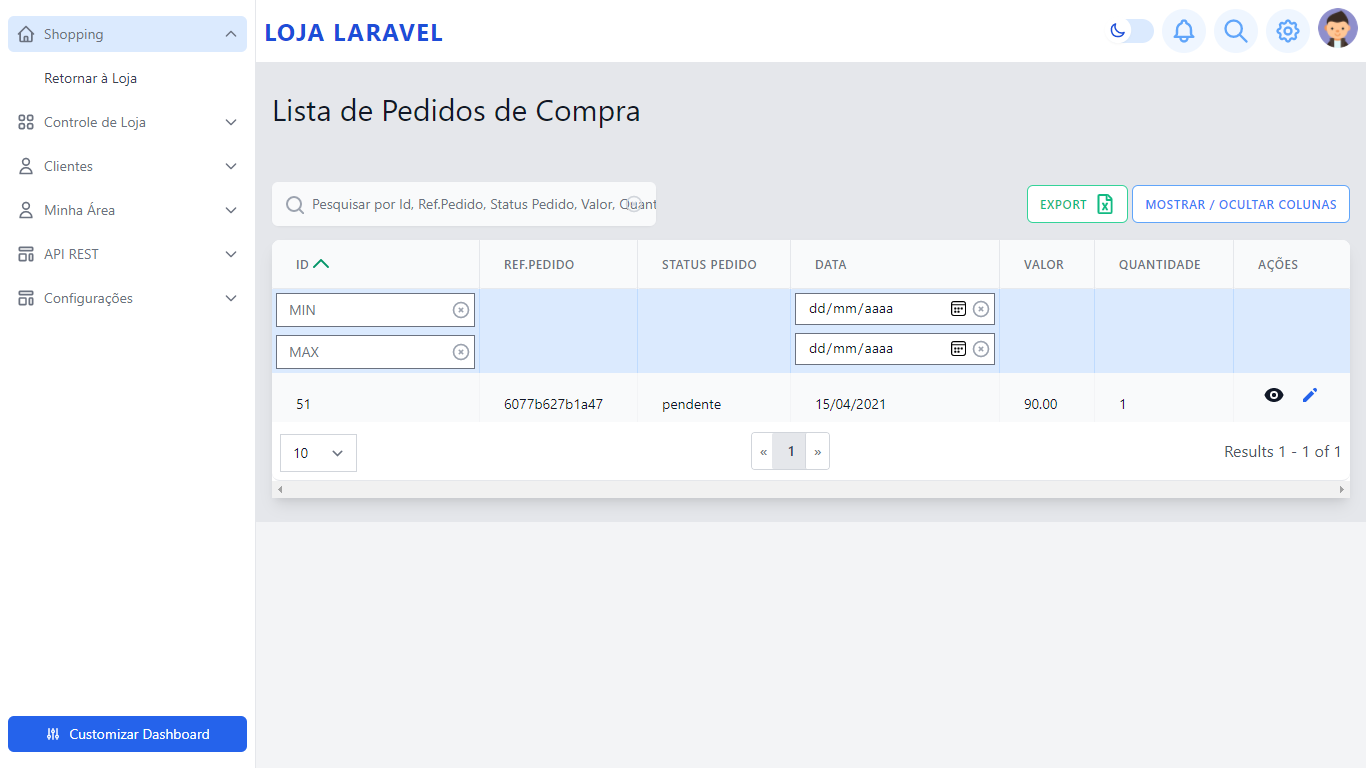 Shopping
LOJA LARAVEL
Retornar à Loja
Controle de Loja
Clientes
Minha Área
API REST
Configurações
Customizar Dashboard
Lista de Pedidos de Compra
Pesquisar por Id, Ref.Pedido, Status Pedido, Valor, Quant
EXPORT
MOSTRAR / OCULTAR COLUNAS
ID REF.PEDIDO STATUS PEDIDO DATA VALOR QUANTIDADE AÇÕES
MIN dd/mm/aaaa
MAX dd/mm/aaaa
51 6077b627b1a47 pendente 15/04/2021 90.00 1
10 « 1 » Results 1 - 1 of 1